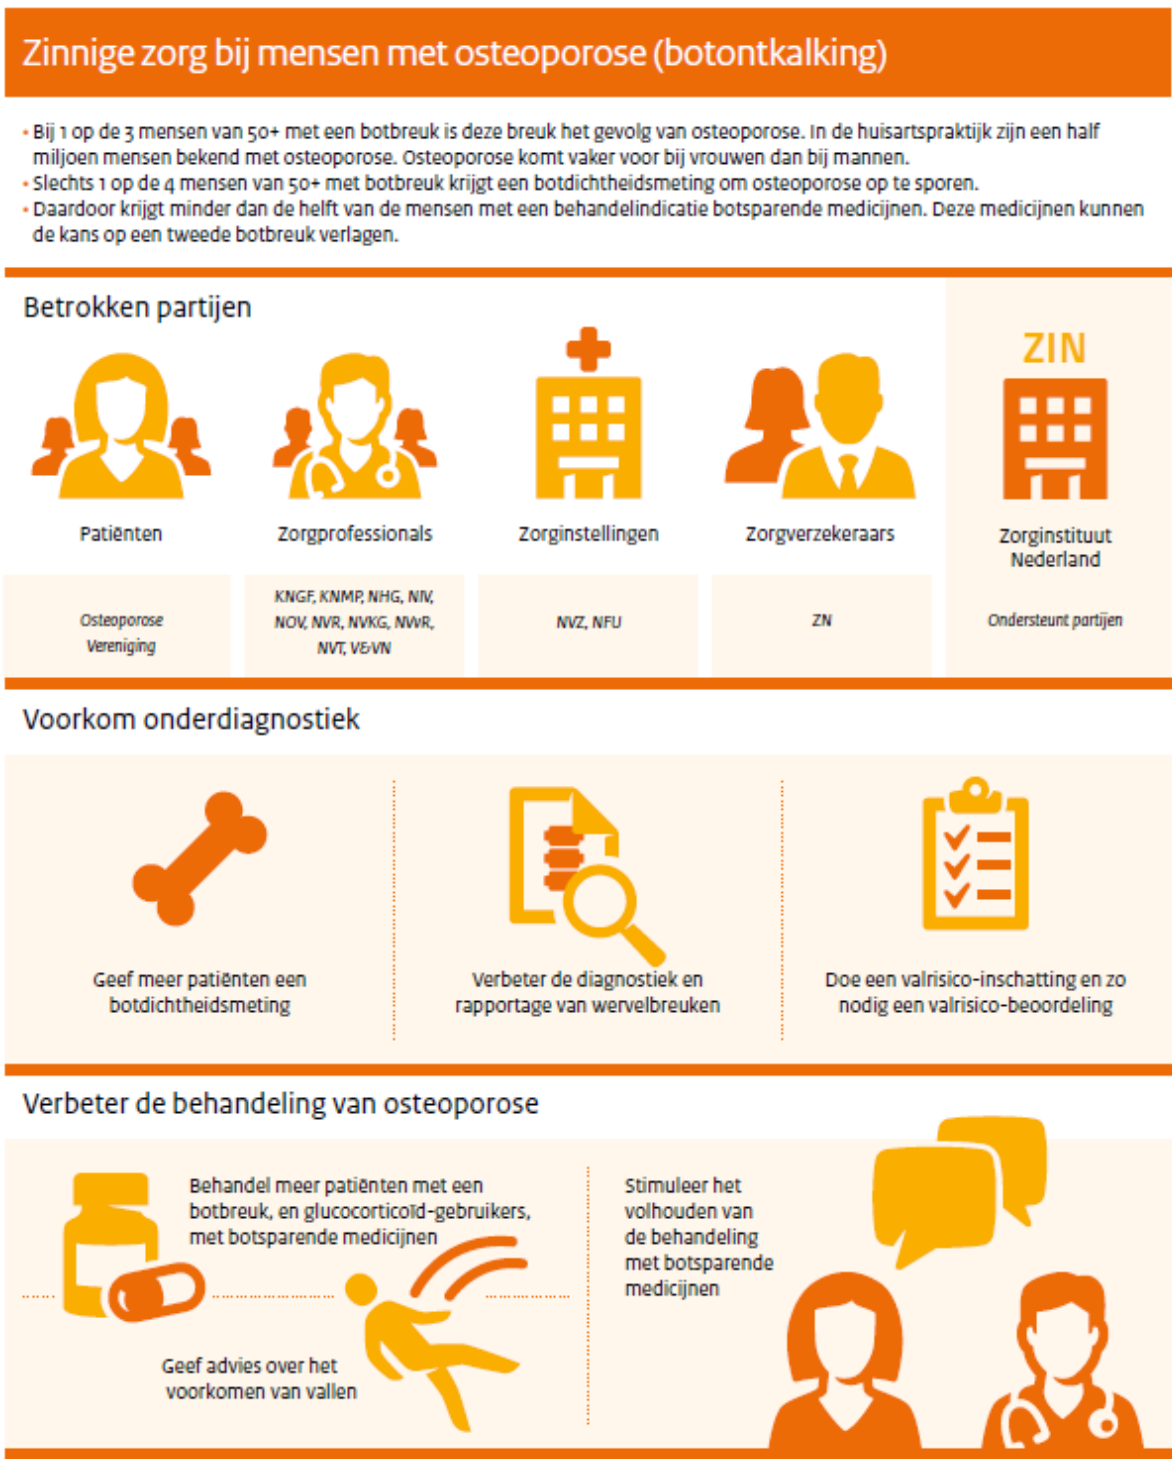 Zinnige zorg bij mensen met osteoporose (botontkalking)
• Bij 1 op de 3 mensen van 50+ met een botbreuk is deze breuk het gevolg van osteoporose. In de huisartspraktijk zijn een half
miljoen mensen bekend met osteoporose. Osteoporose komt vaker voor bij vrouwen dan bij mannen.
• Slechts 1 op de 4 mensen van 50+ met botbreuk krijgt een botdichtheidsmeting om osteoporose op te sporen.
• Daardoor krijgt minder dan de helft van de mensen met een behandelindicatie botsparende medicijnen. Deze medicijnen kunnen
de kans op een tweede botbreuk verlagen.
Betrokken partijen
ZIN
Patiënten
Zorgprofessionals
Zorginstellingen
Zorgverzekeraars
Zorginstituut
Nederland
Osteoporose
Vereniging
KNGF, KNMP, NHG, NIV,
NOV, NVR, NVKG, NVvR,
NVT, V&VN
NVZ, NFU
ZN
Ondersteunt partijen
Voorkom onderdiagnostiek
Geef meer patiënten een
botdichtheidsmeting
Verbeter de diagnostiek en
rapportage van wervelbreuken
Doe een valrisico-inschatting en zo
nodig een valrisico-beoordeling
Verbeter de behandeling van osteoporose
Behandel meer patiënten met een
botbreuk, en glucocorticoïd-gebruikers,
met botsparende medicijnen
Geef advies over het
voorkomen van vallen
Stimuleer het
volhouden van
de behandeling
met botsparende
medicijnen